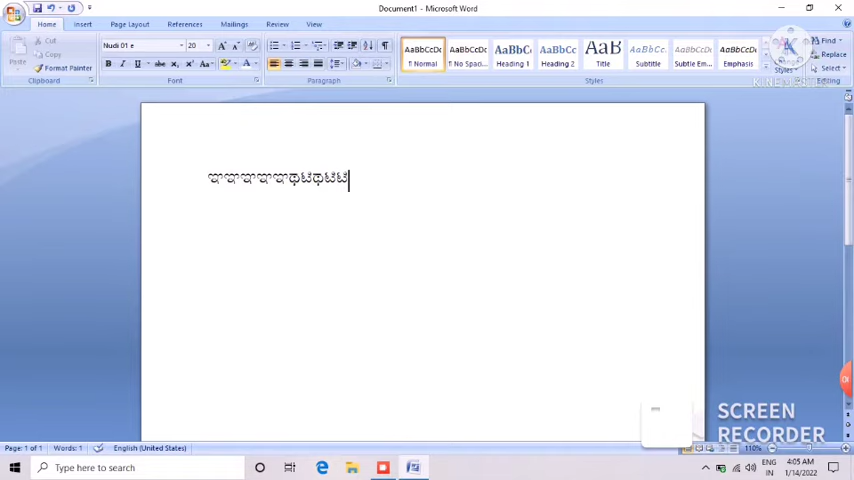 Document1 - Microsoft Word
Home Insert Page Layout References Mailings Review View
Cut
Copy
Paste
Format Painter
Clipboard
Nudi 01 e 20
Font
Paragraph
AaBbCcDc AaBbCcDc AaBbC AaBbCc AaB AaBbCc. AaBbCcDc AaBbCcDc
¶ Normal ¶ No Spaci... Heading 1 Heading 2 Title Subtitle Subtle Em... Emphasis
Styles
Find
Replace
Select
Editing
KINEMASTER
SCREEN
RECORDER
Page: 1 of 1 Words: 1 English (United States) 110%
Type here to search
ENG
IN
4:05 AM
1/14/2022